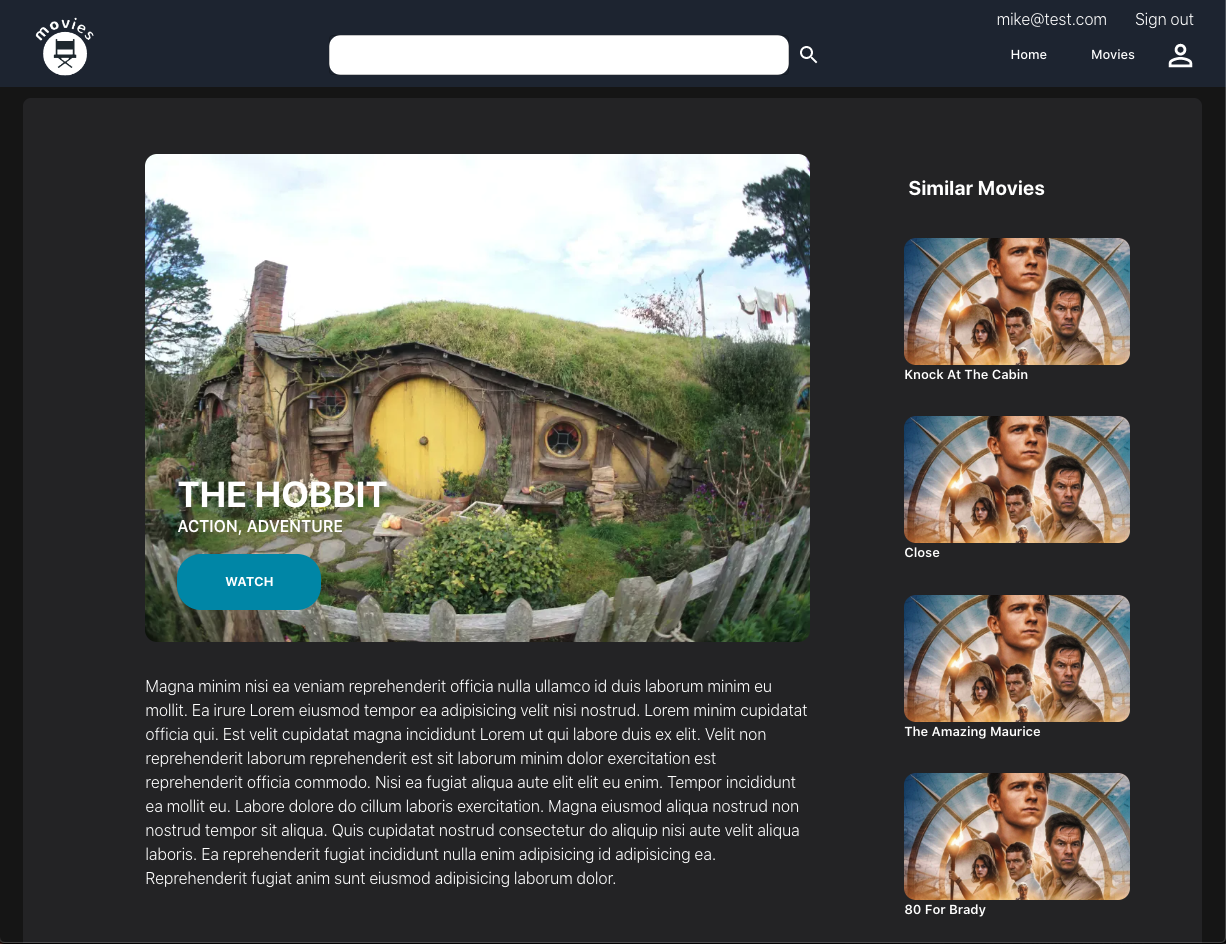 movies
mike@test.com Sign out
Home Movies
Similar Movies
THE HOBBIT
ACTION, ADVENTURE
WATCH
Knock At The Cabin
Close
The Amazing Maurice
80 For Brady
Magna minim nisi ea veniam reprehenderit officia nulla ullamco id duis laborum minim eu
mollit. Ea irure Lorem eiusmod tempor ea adipisicing velit nisi nostrud. Lorem minim cupidatat
officia qui. Est velit cupidatat magna incididunt Lorem ut qui labore duis ex elit. Velit non
reprehenderit laborum reprehenderit est sit laborum minim dolor exercitation est
reprehenderit officia commodo. Nisi ea fugiat aliqua aute elit elit eu enim. Tempor incididunt
ea mollit eu. Labore dolore do cillum laboris exercitation. Magna eiusmod aliqua nostrud non
nostrud tempor sit aliqua. Quis cupidatat nostrud consectetur do aliquip nisi aute velit aliqua
laboris. Ea reprehenderit fugiat incididunt nulla enim adipisicing id adipisicing ea.
Reprehenderit fugiat anim sunt eiusmod adipisicing laborum dolor.